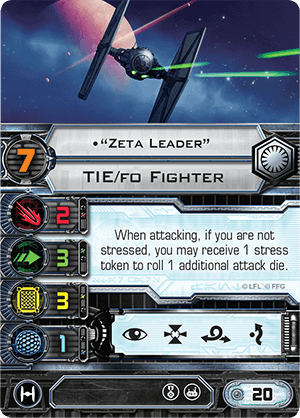 •“Zeta Leader”
7
TIE/fo Fighter
2
3
3
1
When attacking, if you are not
stressed, you may receive 1 stress
token to roll 1 additional attack die.
©LFL ©FFG
20